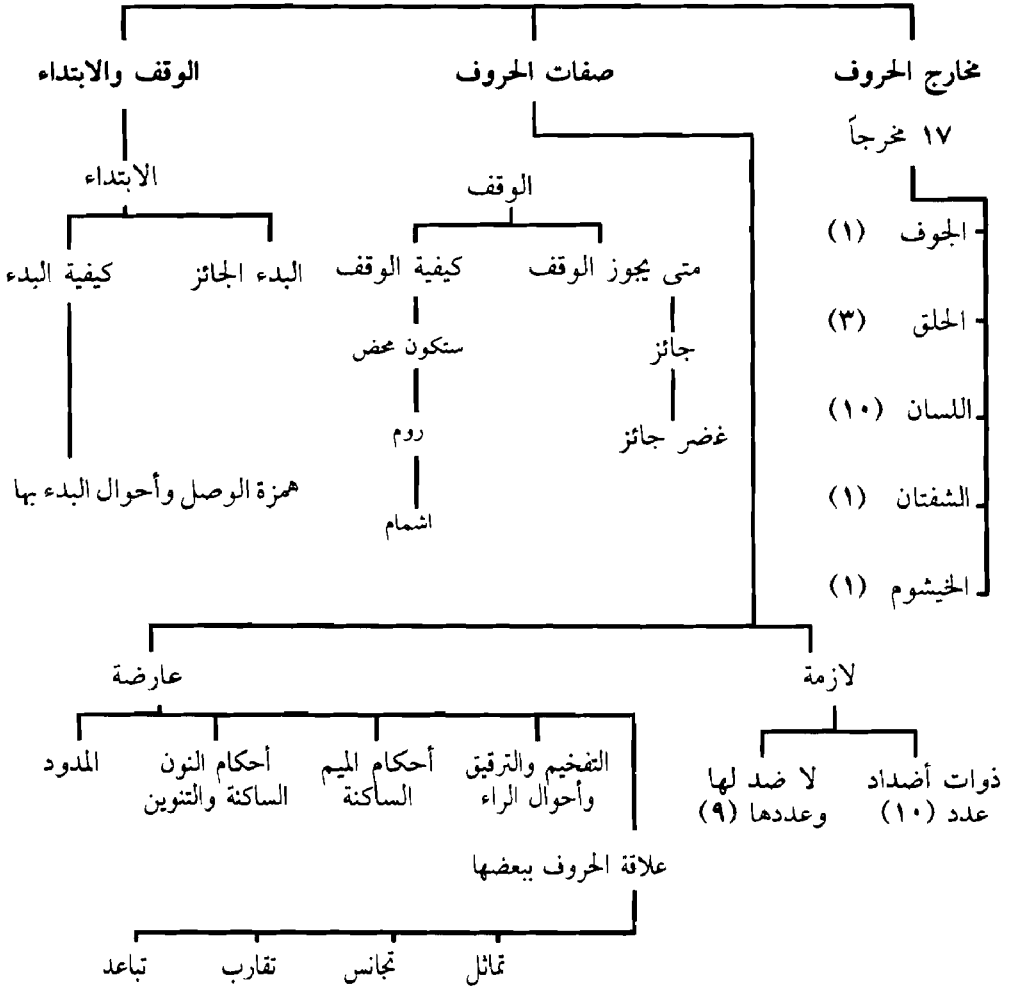 مخارج الحروف
١٧ مخرجاً
الجوف (١)
الحلق (٣)
اللسان (١٠)
الشفتان (١)
الخيشوم (١)
صفات الحروف
الوقف والابتداء
الوقف
متى يجوز الوقف
جائز
غضر جائز
كيفية الوقف
ستكون محض
روم
اشمام
الابتداء
البدء الجائز
كيفية البدء
همزة الوصل وأحوال البدء بها
لازمة
ذوات أضداد
عدد (١٠)
لا ضد لها
وعددها (٩)
عارضة
التفخيم والترقيق
وأحوال الراء
أحكام الميم
الساكنة
أحكام النون
الساكنة والتنوين
المدود
علاقة الحروف ببعضها
تماثل
تجانس
تقارب
تباعد